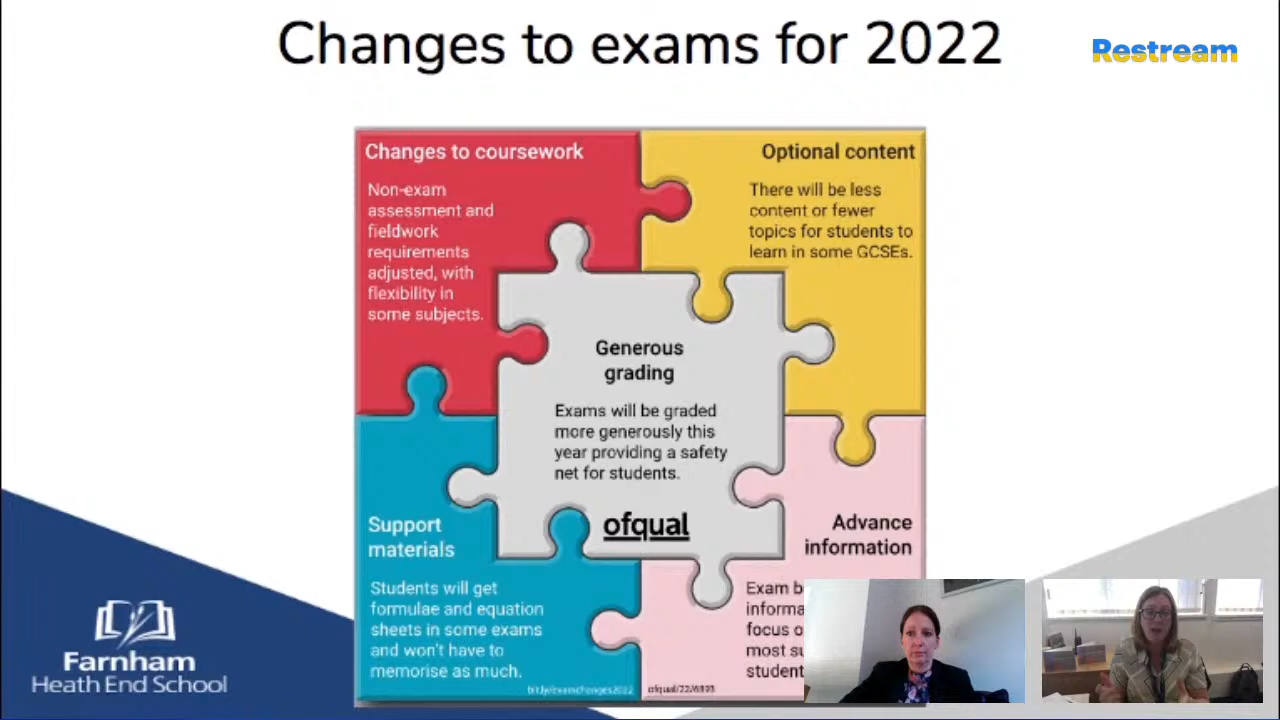 Changes to exams for 2022
Restream
Changes to coursework
Non-exam
assessment and
fieldwork
requirements
adjusted, with
flexibility in
some subjects.
Optional content
There will be less
content or fewer
topics for students to
learn in some GCSEs.
Generous
grading
Exams will be graded
more generously this
year providing a safety
net for students.
ofqual
Support
materials
Students will get
formulae and equation
sheets in some exams
and won't have to
memorise as much.
bit.ly/examchanges2022
Advance
information
Exam b
informa
focus o
most su
student
Farnham
Heath End School